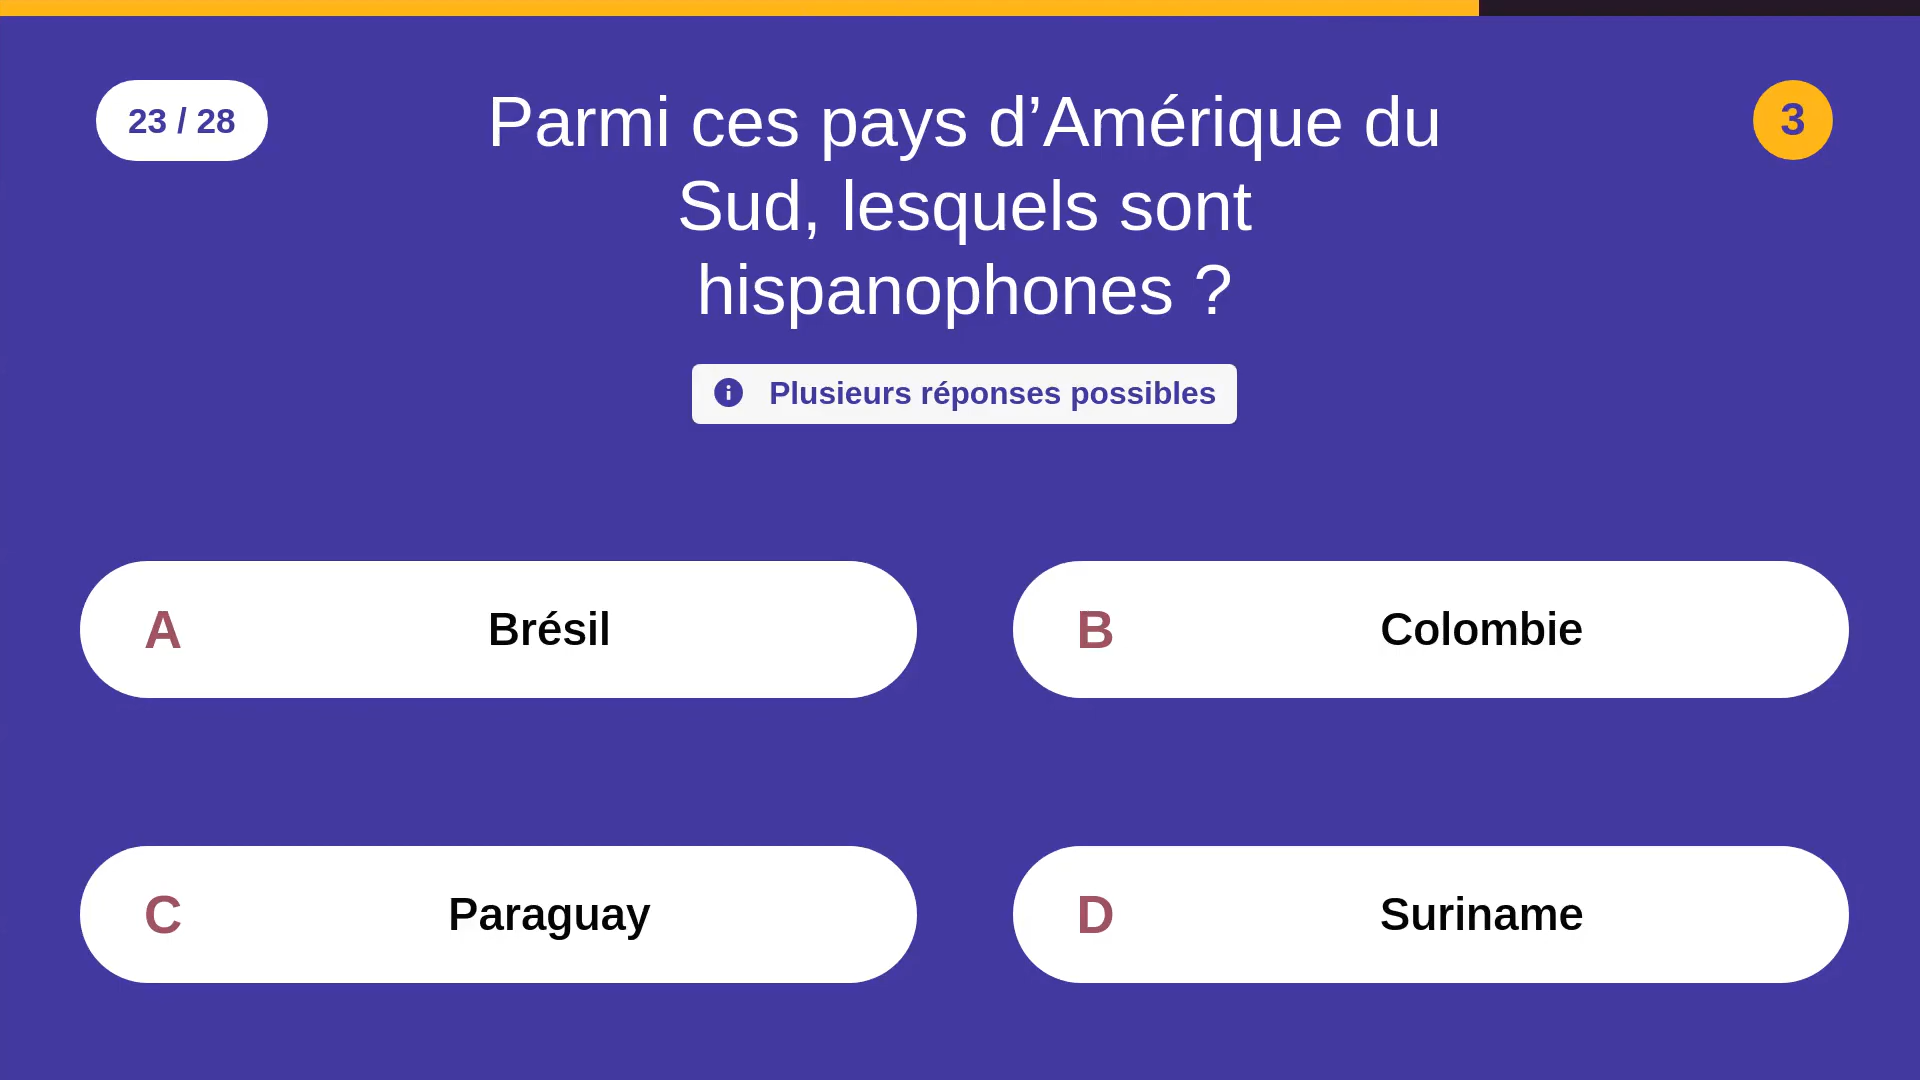 23 / 28
Parmi ces pays d’Amérique du
Sud, lesquels sont
hispanophones ?
3
Plusieurs réponses possibles
A Brésil
B Colombie
C Paraguay
D Suriname